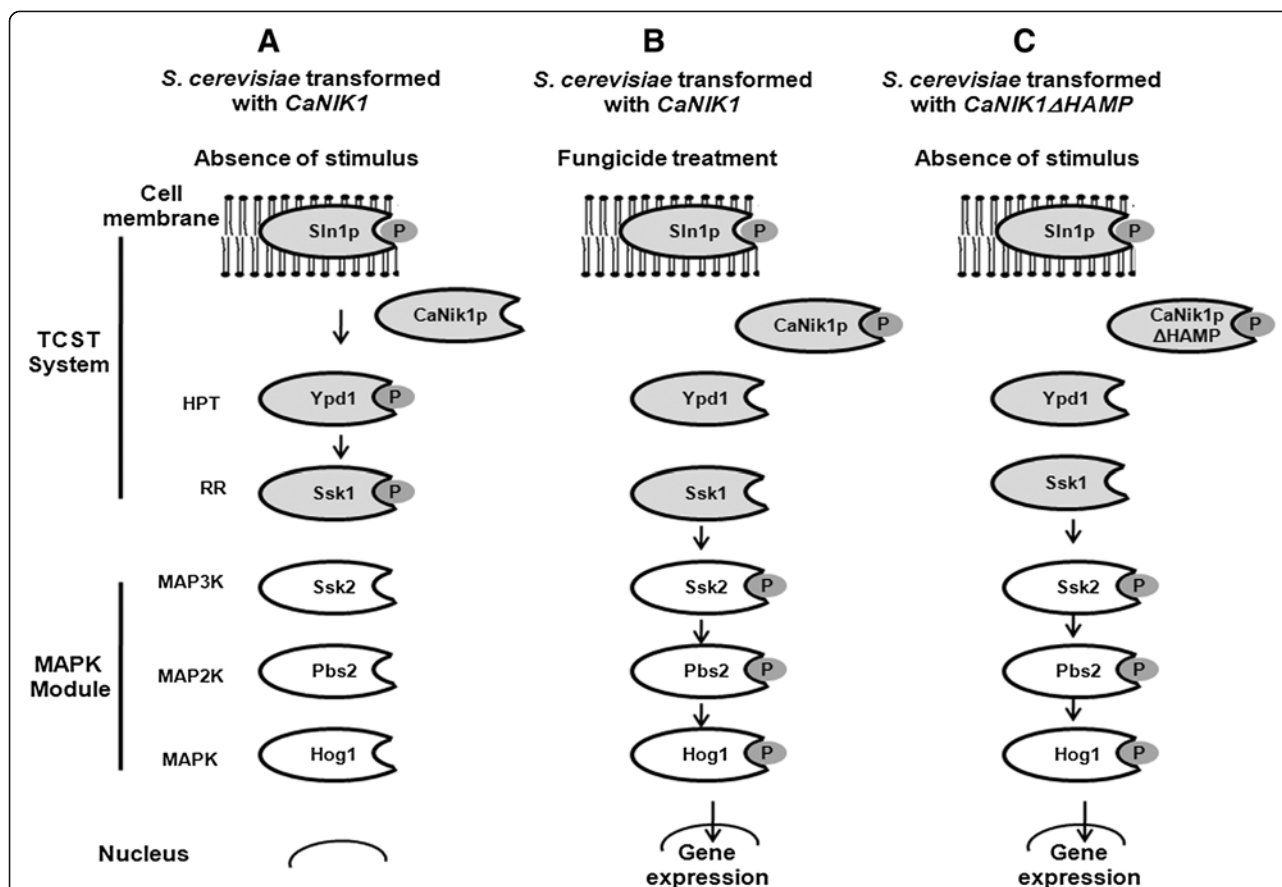 A
S. cerevisiae transformed
with CaNIK1
Absence of stimulus
B
S. cerevisiae transformed
with CaNIK1
Fungicide treatment
C
S. cerevisiae transformed
with CaNIK1ΔHAMP
Absence of stimulus
Cell
membrane
Sln1p P
Sln1p P
Sln1p P
TCST
System
CaNik1p
CaNik1p P
CaNik1p
ΔHAMP
P
HPT
Ypd1 P
Ypd1
Ypd1
RR
Ssk1 P
Ssk1
Ssk1
MAPK
Module
MAP3K
Ssk2
Ssk2 P
Ssk2 P
MAP2K
Pbs2
Pbs2 P
Pbs2 P
MAPK
Hog1
Hog1 P
Hog1 P
Nucleus
Gene
expression
Gene
expression